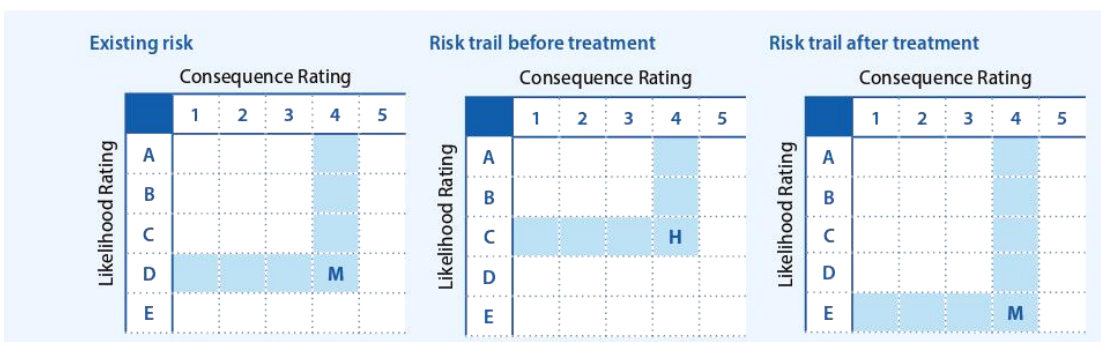 Existing risk
Consequence Rating
1 2 3 4 5
Likelihood Rating
A
B
C
D M
E
Risk trail before treatment
Consequence Rating
1 2 3 4 5
Likelihood Rating
A
B
C H
D
E
Risk trail after treatment
Consequence Rating
1 2 3 4 5
Likelihood Rating
A
B
C
D
E M